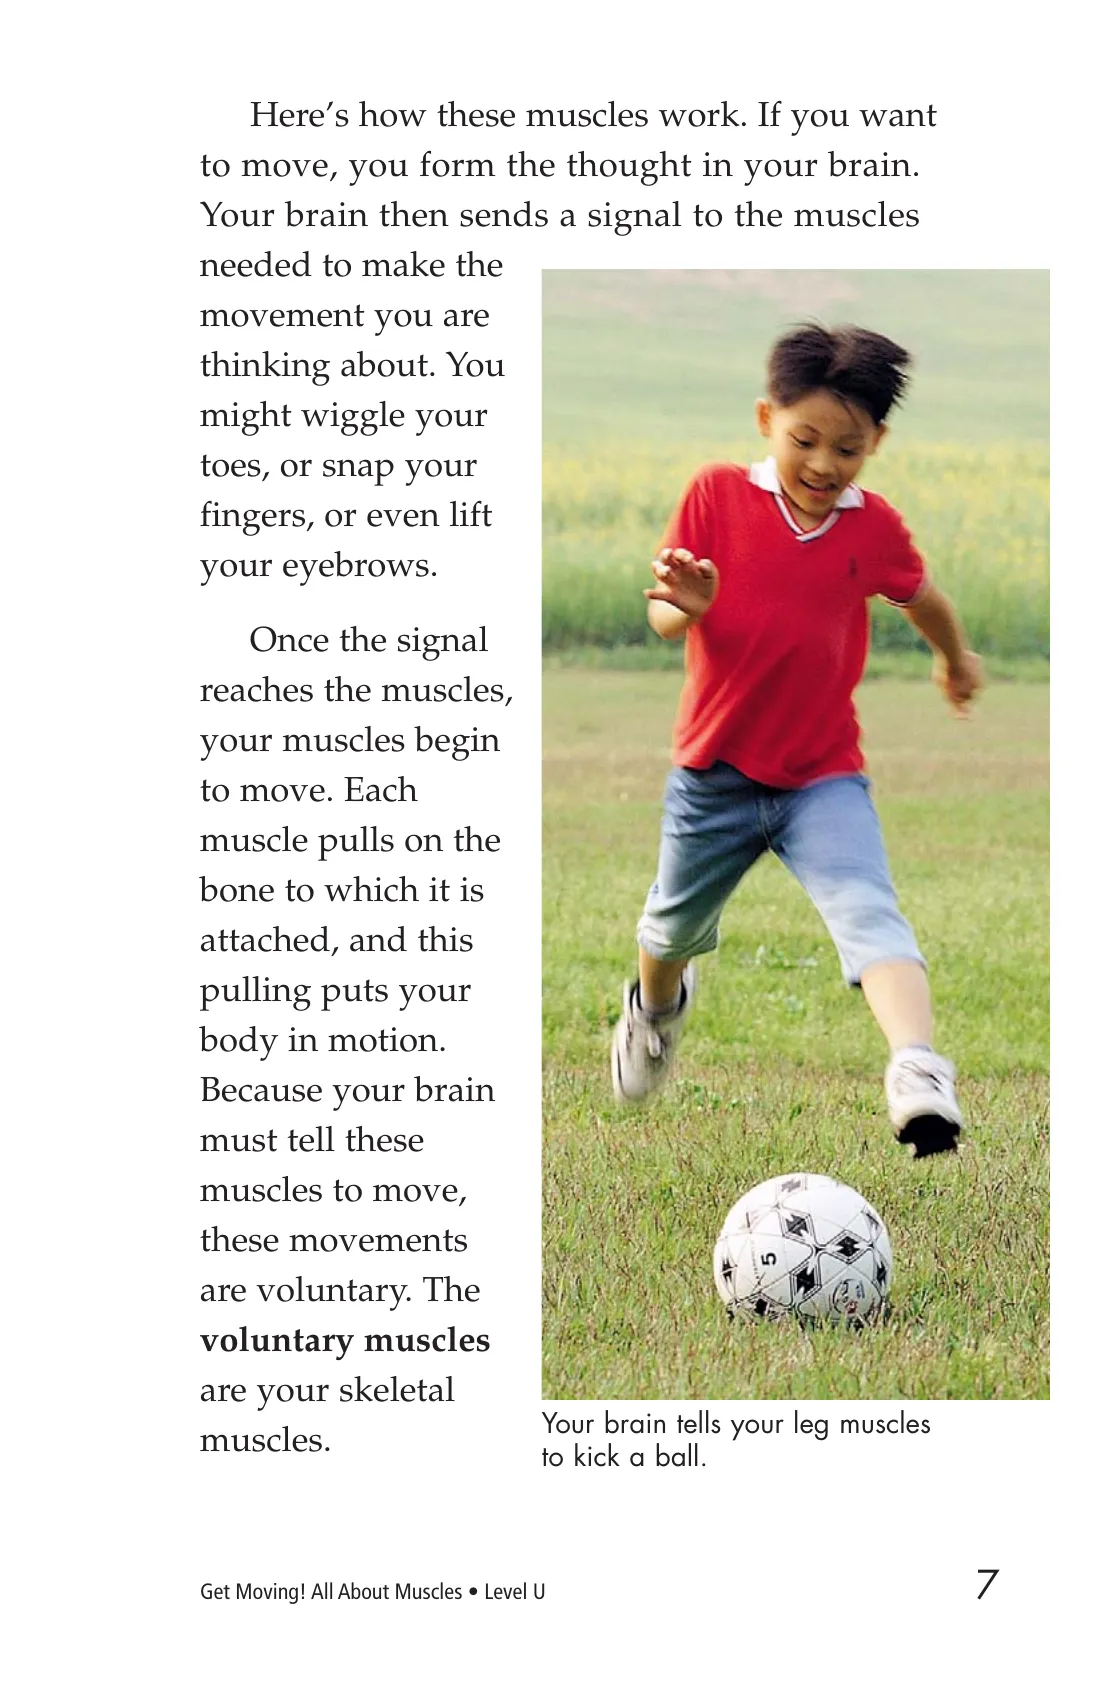 Here’s how these muscles work. If you want
to move, you form the thought in your brain.
Your brain then sends a signal to the muscles
needed to make the
movement you are
thinking about. You
might wiggle your
toes, or snap your
fingers, or even lift
your eyebrows.
Once the signal
reaches the muscles,
your muscles begin
to move. Each
muscle pulls on the
bone to which it is
attached, and this
pulling puts your
body in motion.
Because your brain
must tell these
muscles to move,
these movements
are voluntary. The
voluntary muscles
are your skeletal
muscles.
5
Your brain tells your leg muscles
to kick a ball.
Get Moving! All About Muscles • Level U
7